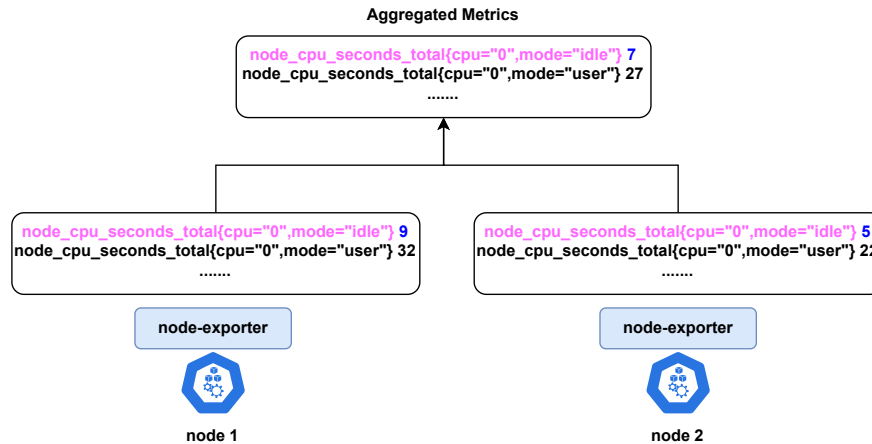 Aggregated Metrics
node_cpu_seconds_total{cpu="0",mode="idle"} 7
node_cpu_seconds_total{cpu="0",mode="user"} 27
.......
node_cpu_seconds_total{cpu="0",mode="idle"} 9
node_cpu_seconds_total{cpu="0",mode="user"} 32
.......
node_cpu_seconds_total{cpu="0",mode="idle"} 5
node_cpu_seconds_total{cpu="0",mode="user"} 22
.......
node-exporter
node-exporter
node 1
node 2